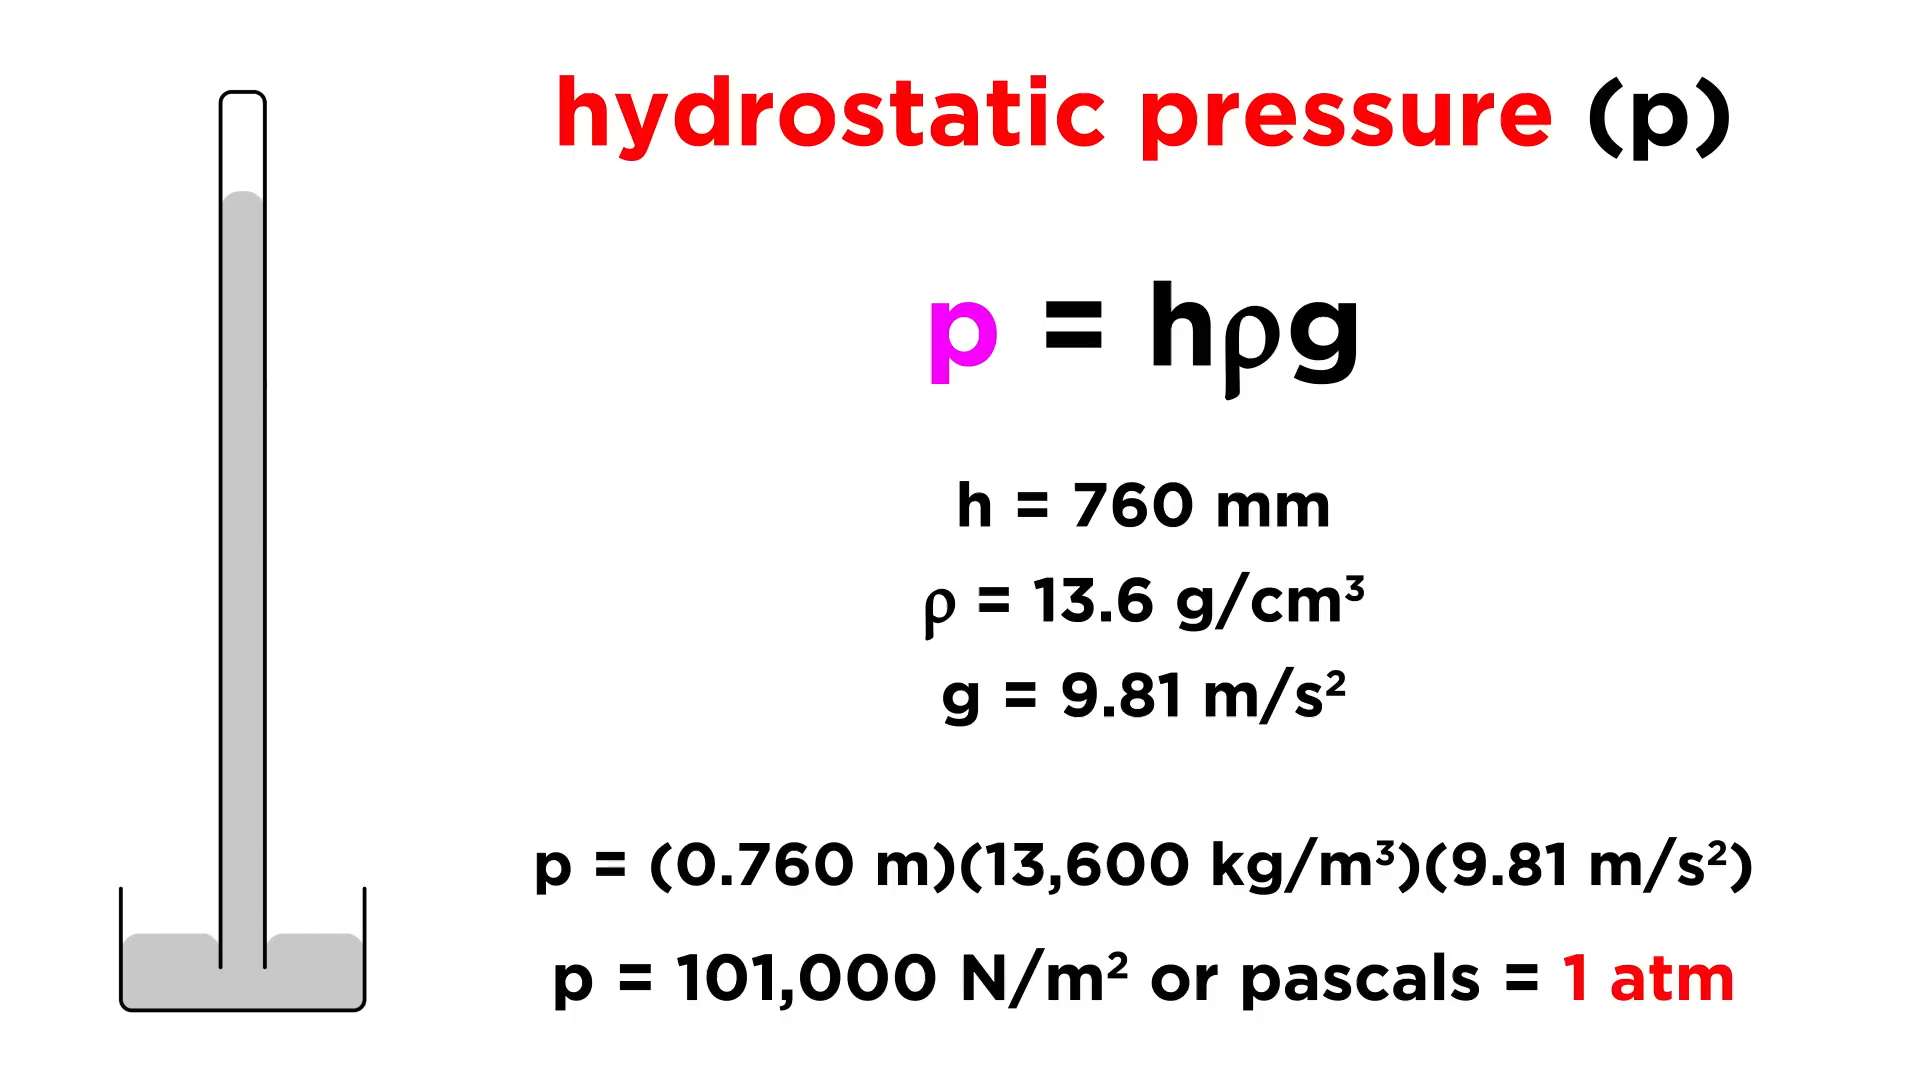 hydrostatic pressure (p)
p = hρg
h = 760 mm
ρ = 13.6 g/cm³
g = 9.81 m/s²
p = (0.760 m)(13,600 kg/m³)(9.81 m/s²)
p = 101,000 N/m² or pascals = 1 atm